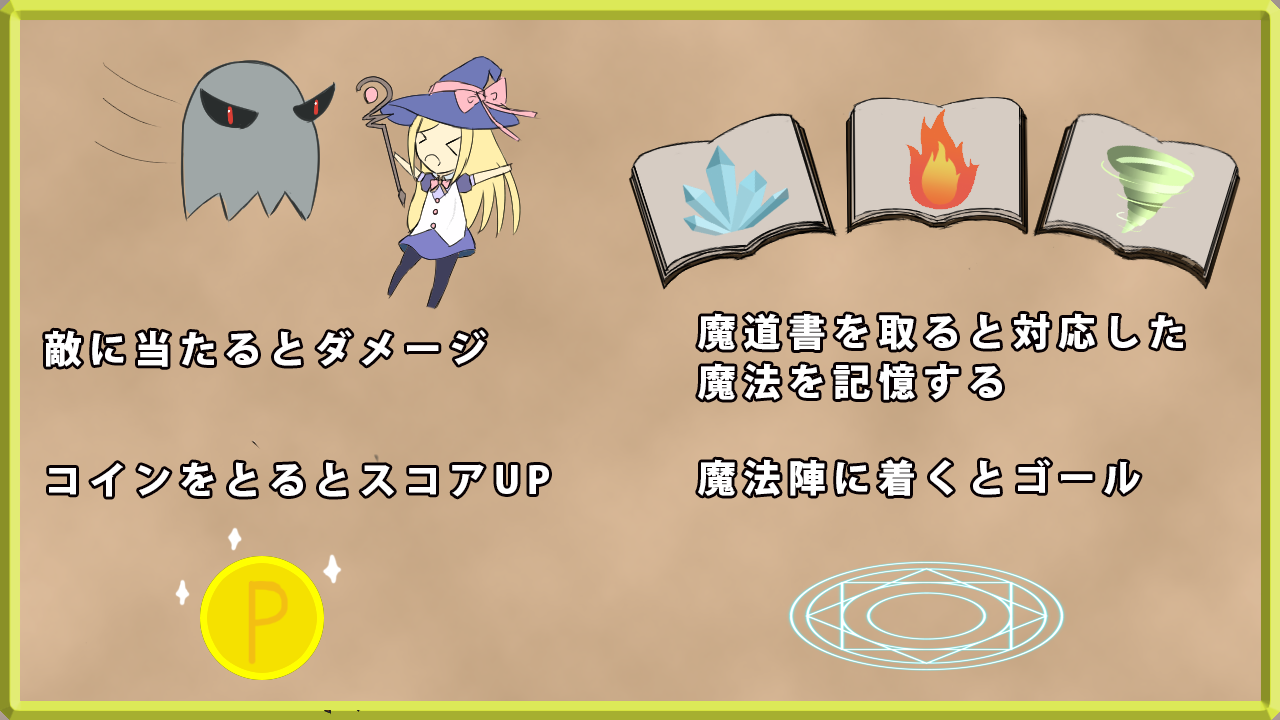 敵に当たるとダメージ
魔道書を取ると対応した
魔法を記憶する
コインをとるとスコアUP
魔法陣に着くとゴール
P